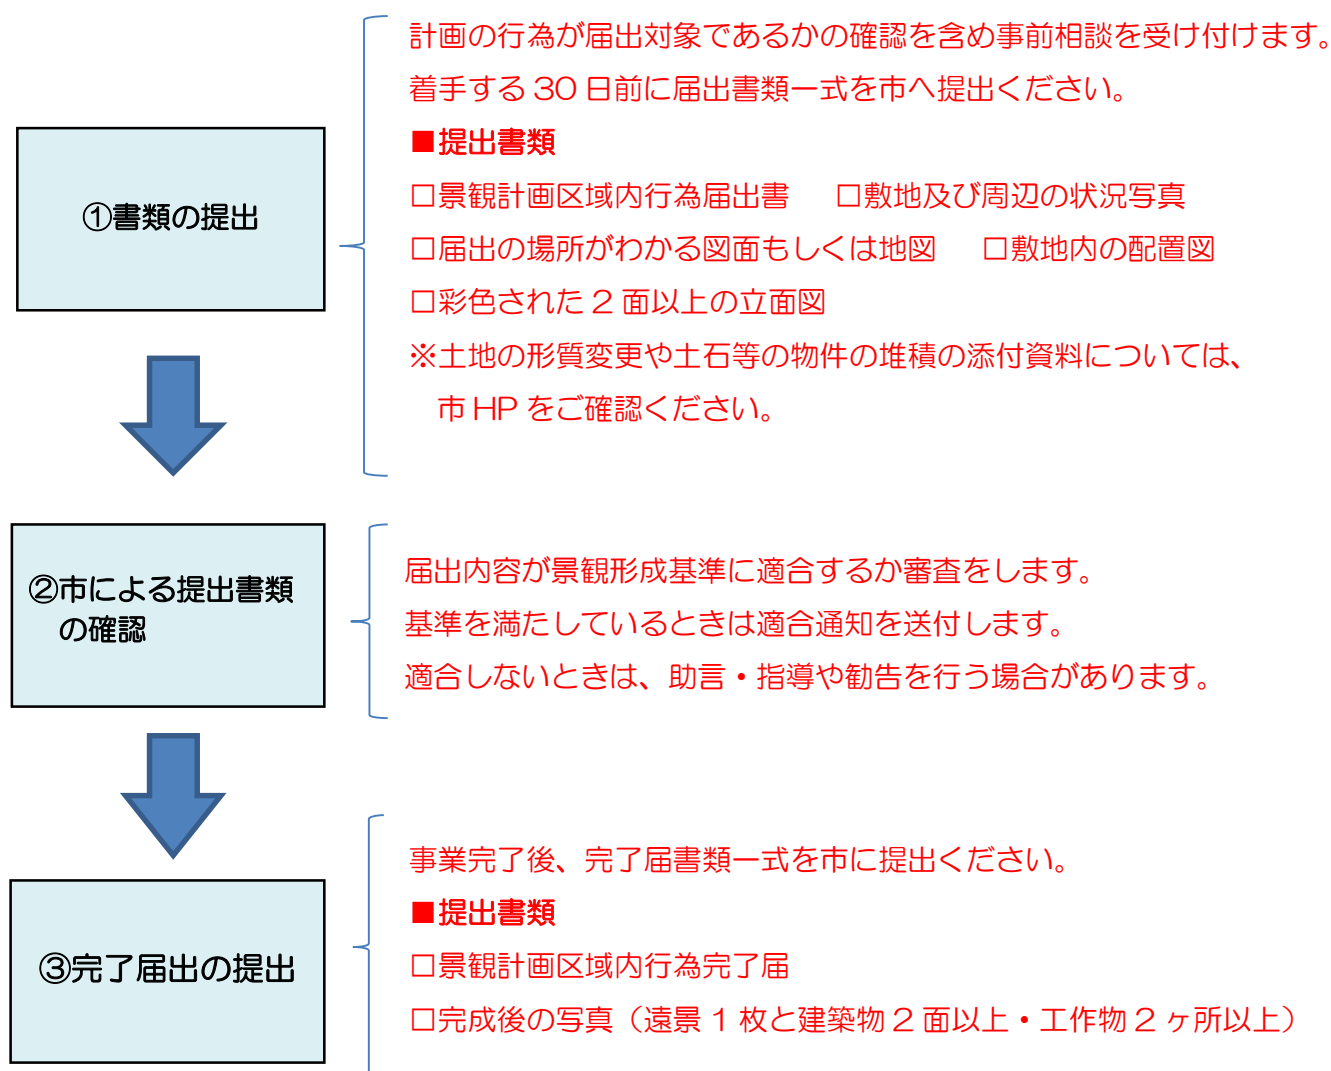 計画の行為が届出対象であるかの確認を含め事前相談を受け付けます。
着手する30日前に届出書類一式を市へ提出ください。
■提出書類
①書類の提出
□景観計画区域内行為届出書 □敷地及び周辺の状況写真
□届出の場所がわかる図面もしくは地図 □敷地内の配置図
□彩色された2面以上の立面図
※土地の形質変更や土石等の物件の堆積の添付資料については、
市HPをご確認ください。
②市による提出書類
の確認
届出内容が景観形成基準に適合するか審査をします。
基準を満たしているときは適合通知を送付します。
適合しないときは、助言・指導や勧告を行う場合があります。
③完了届出の提出
事業完了後、完了届書類一式を市に提出ください。
■提出書類
□景観計画区域内行為完了届
□完成後の写真（遠景1枚と建築物2面以上・工作物2ヶ所以上）